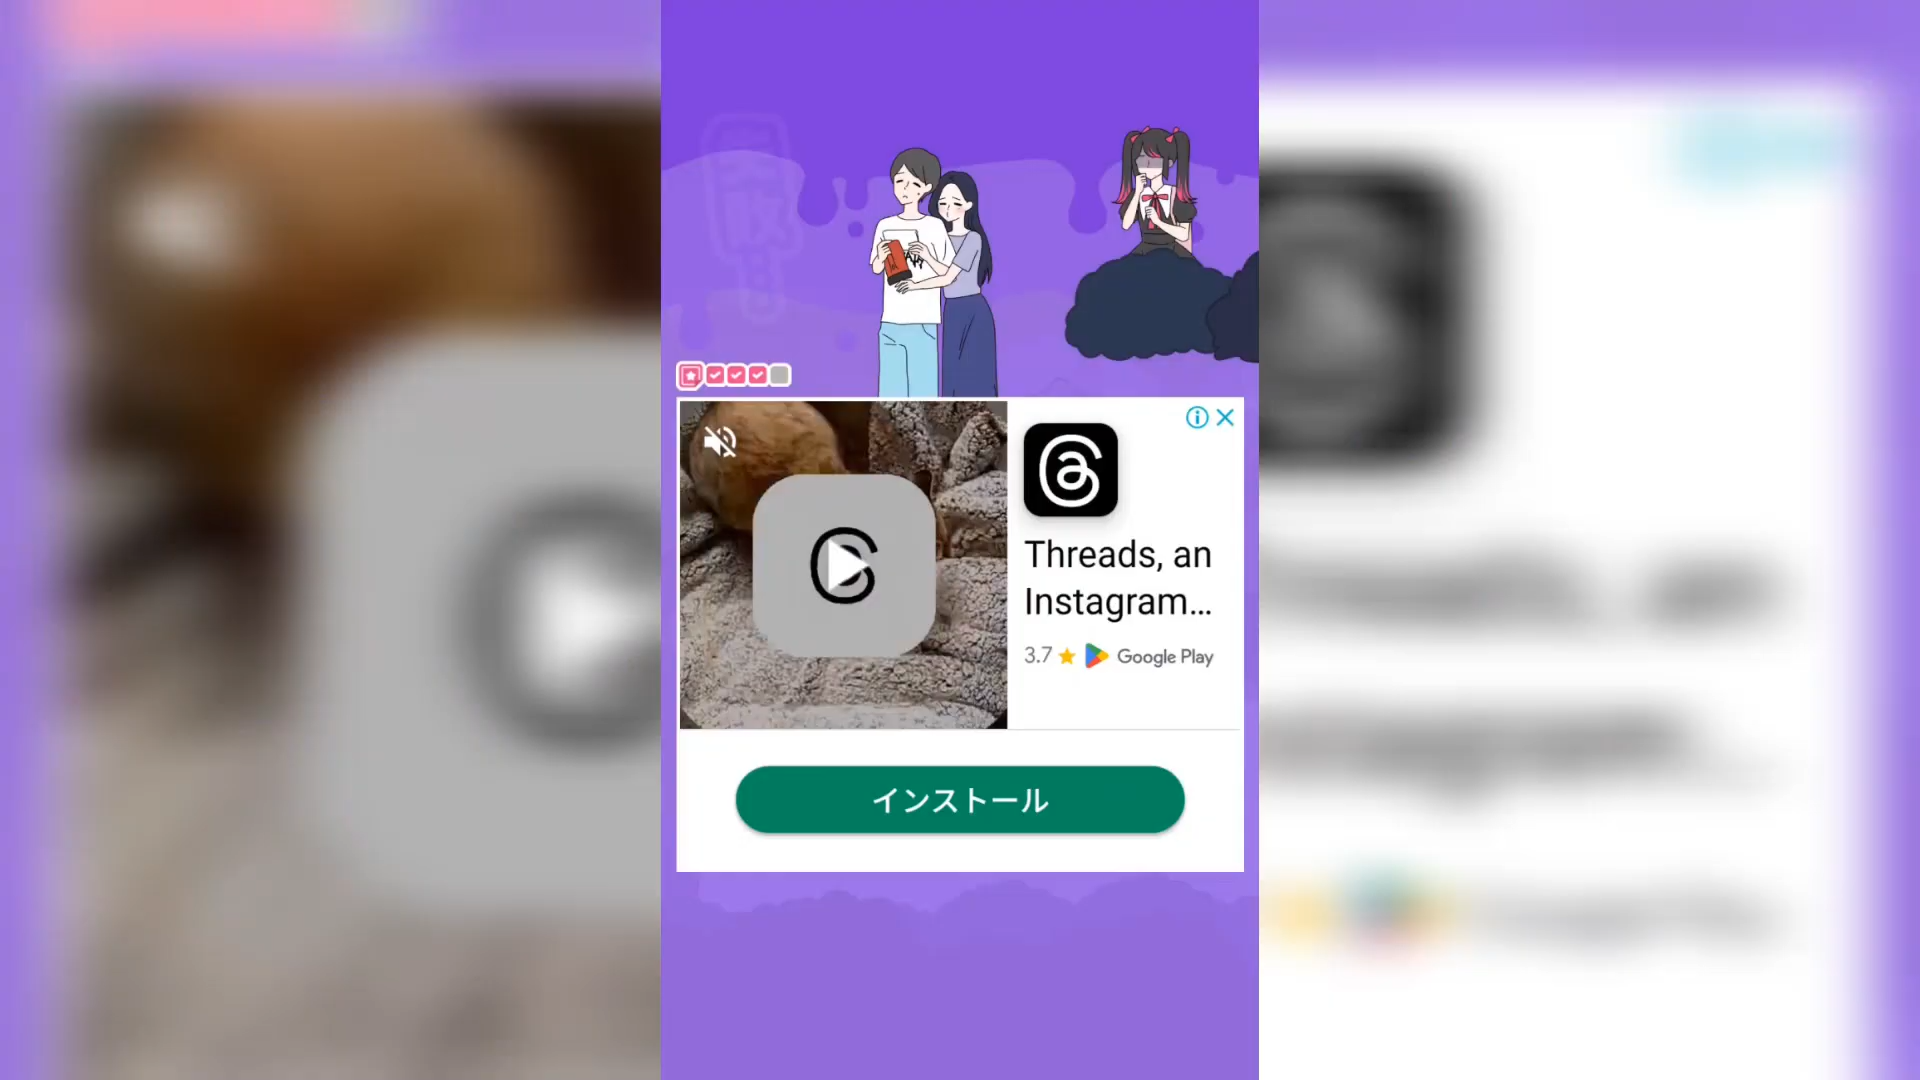 Threads, an
Instagram...
3.7 Google Play
インストール